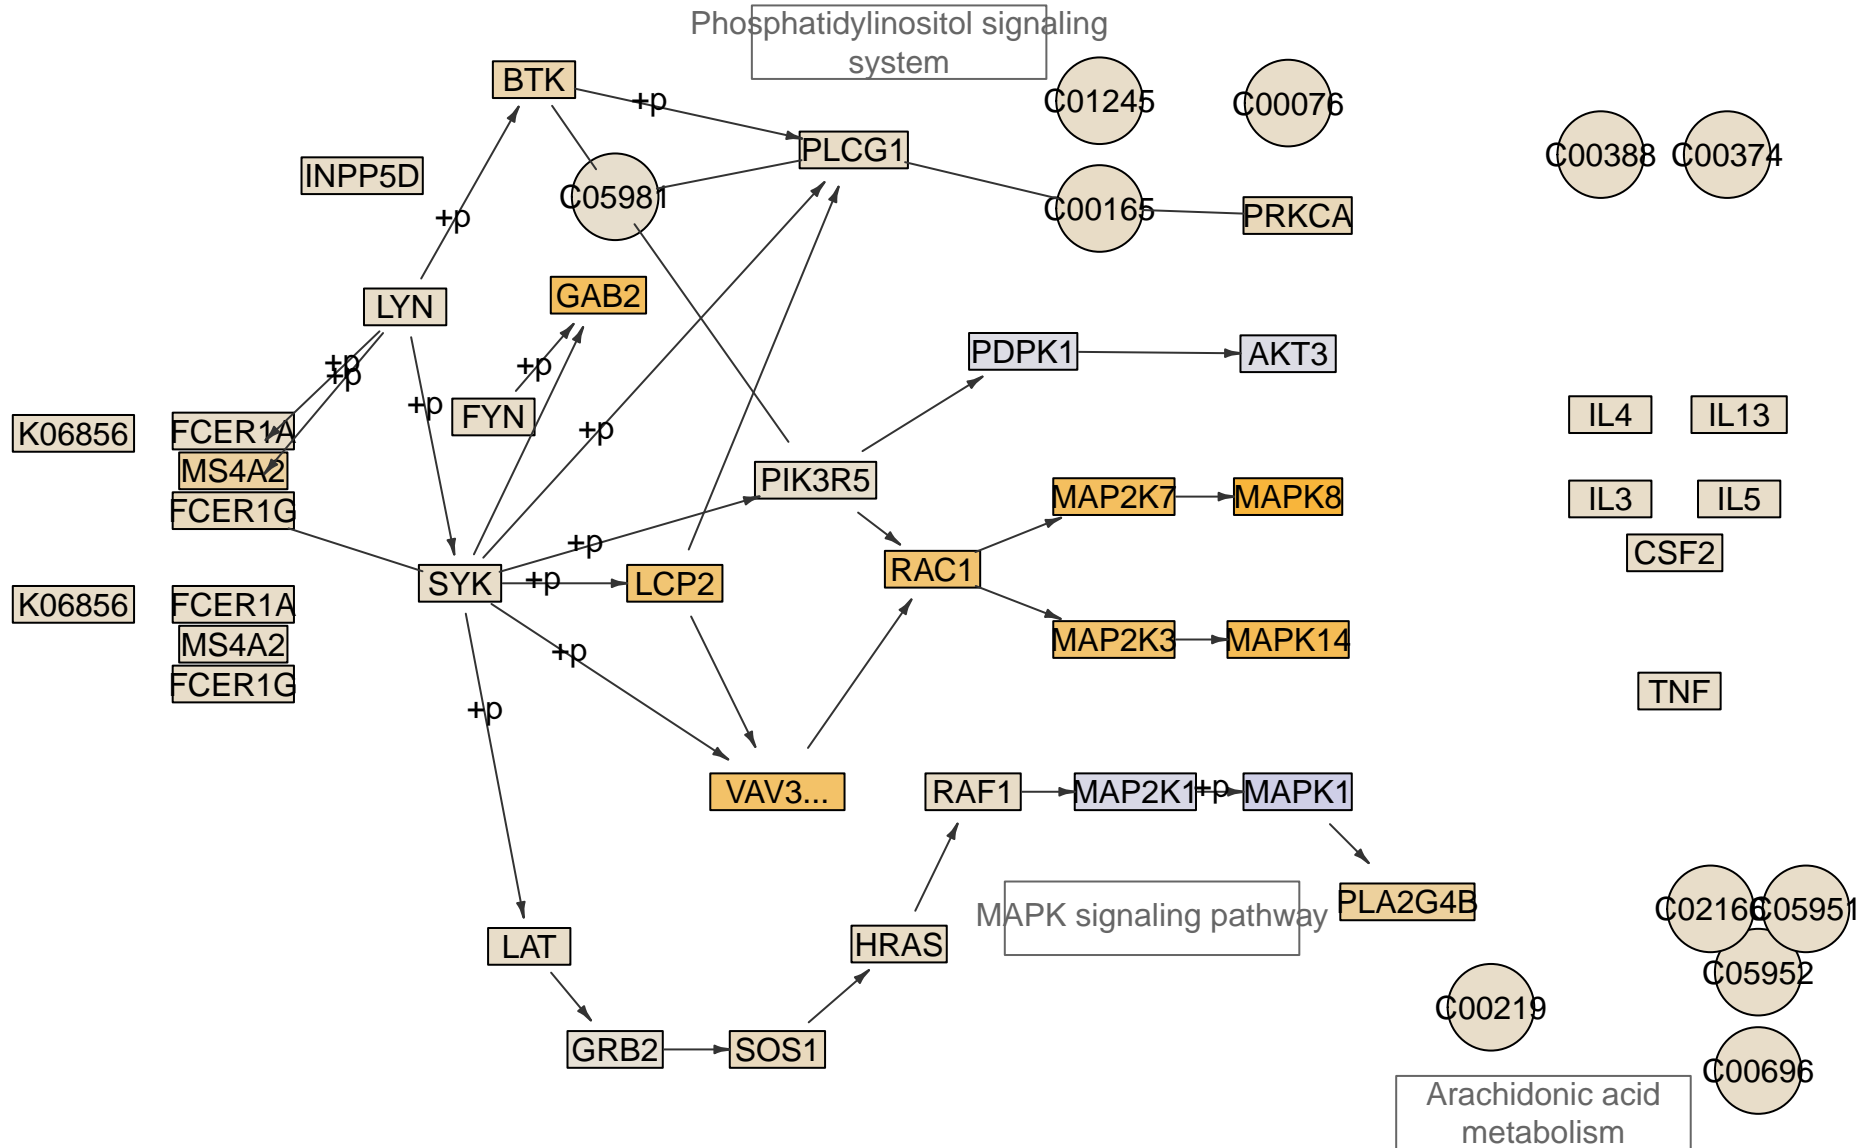 Phosphatidylinositol signaling
system
BTK
+p
PLCG1
C01245
C00076
C00388
C00374
INPP5D
C05981
C00165
PRKCA
+p
LYN
GAB2
PDPK1
AKT3
+p
+p
+p
+p
FYN
+p
K06856
FCER1A
MS4A2
FCER1G
IL4
IL13
PIK3R5
MAP2K7
MAPK8
IL3
IL5
CSF2
+p
SYK
+p
LCP2
RAC1
K06856
FCER1A
MS4A2
FCER1G
+p
MAP2K3
MAPK14
TNF
+p
VAV3...
RAF1
MAP2K1
+p
MAPK1
MAPK signaling pathway
PLA2G4B
C02166
C05951
C05952
LAT
HRAS
C00219
GRB2
SOS1
C00696
Arachidonic acid
metabolism